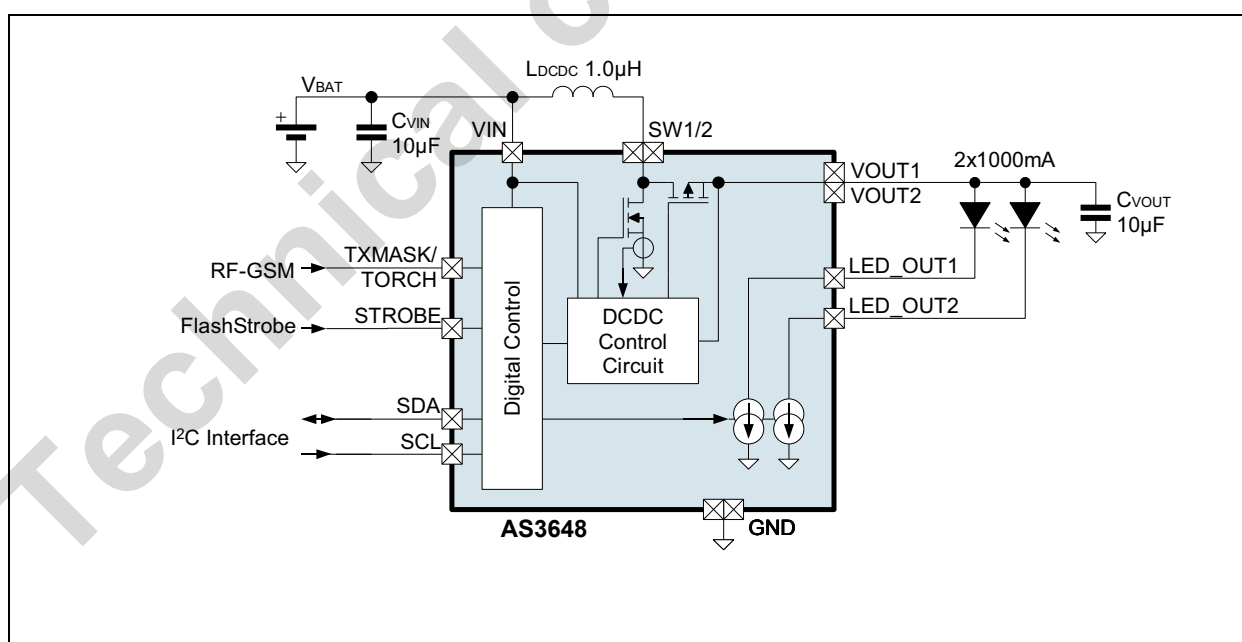 LDCDC 1.0µH
VBAT
+
CVIN
10µF
VIN
SW1/2
VOUT1
VOUT2
2x1000mA
CVOUT
10µF
RF-GSM
TXMASK/
TORCH
LED_OUT1
LED_OUT2
FlashStrobe
STROBE
Digital Control
DCDC
Control
Circuit
SDA
I²C Interface
SCL
AS3648
GND
Technical c